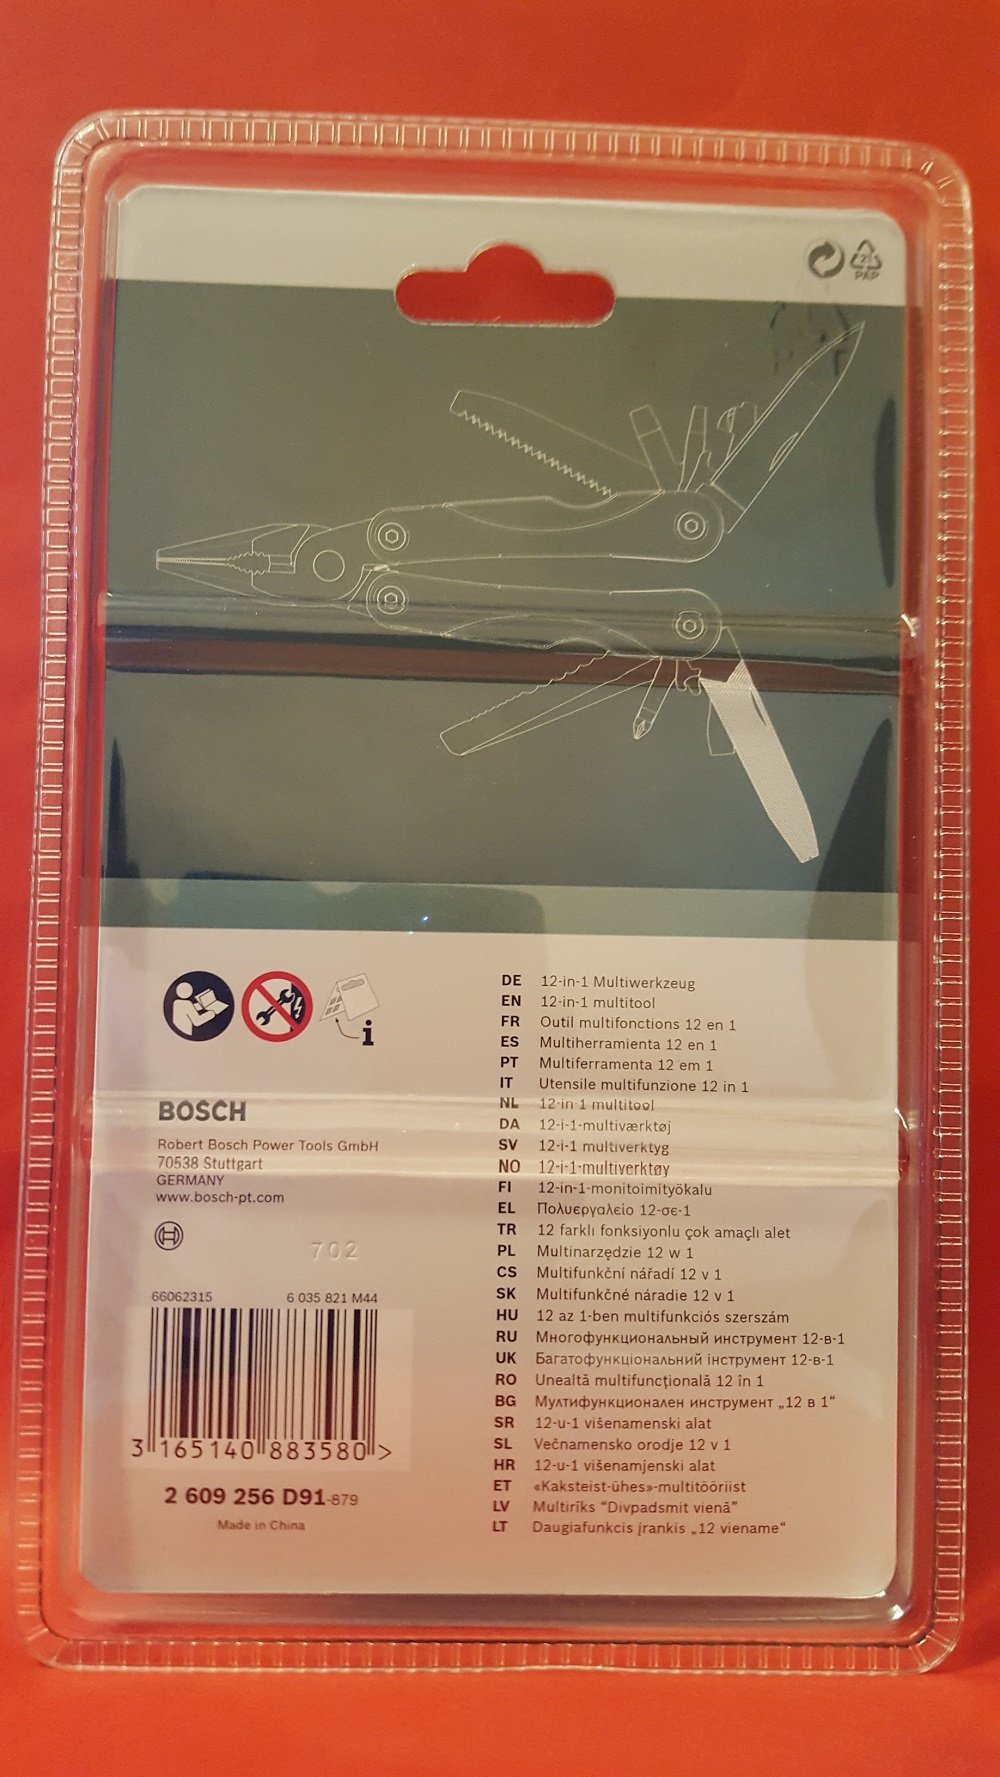 21
PAP
DE 12-in-1 Multiwerkzeug
EN 12-in-1 multitool
FR Outil multifonctions 12 en 1
ES Multiherramienta 12 en 1
PT Multiferramenta 12 em 1
IT Utensile multifunzione 12 in 1
NL 12-in-1 multitool
DA 12-i-1-multiværktøj
SV 12-i-1 multiverktyg
NO 12-i-1-multiverktøy
FI 12-in-1-monitoimityökalu
EL Πολυεργαλείο 12-σε-1
TR 12 farklı fonksiyonlu çok amaçlı alet
PL Multinarzędzie 12 w 1
CS Multifunkční nářadí 12 v 1
SK Multifunkčné náradie 12 v 1
HU 12 az 1-ben multifunkciós szerszám
RU Многофункциональный инструмент 12-в-1
UK Багатофункціональний інструмент 12-в-1
RO Unealtă multifuncţională 12 în 1
BG Мултифункционален инструмент „12 в 1“
SR 12-u-1 višenamenski alat
SL Večnamensko orodje 12 v 1
HR 12-u-1 višenamjenski alat
ET «Kaksteist-ühes»-multitööriist
LV Multirīks “Divpadsmit vienā”
LT Daugiafunkcis įrankis „12 viename“
i
BOSCH
Robert Bosch Power Tools GmbH
70538 Stuttgart
GERMANY
www.bosch-pt.com
702
66062315 6 035 821 M44
3 165140 883580 >
2 609 256 D91-879
Made in China